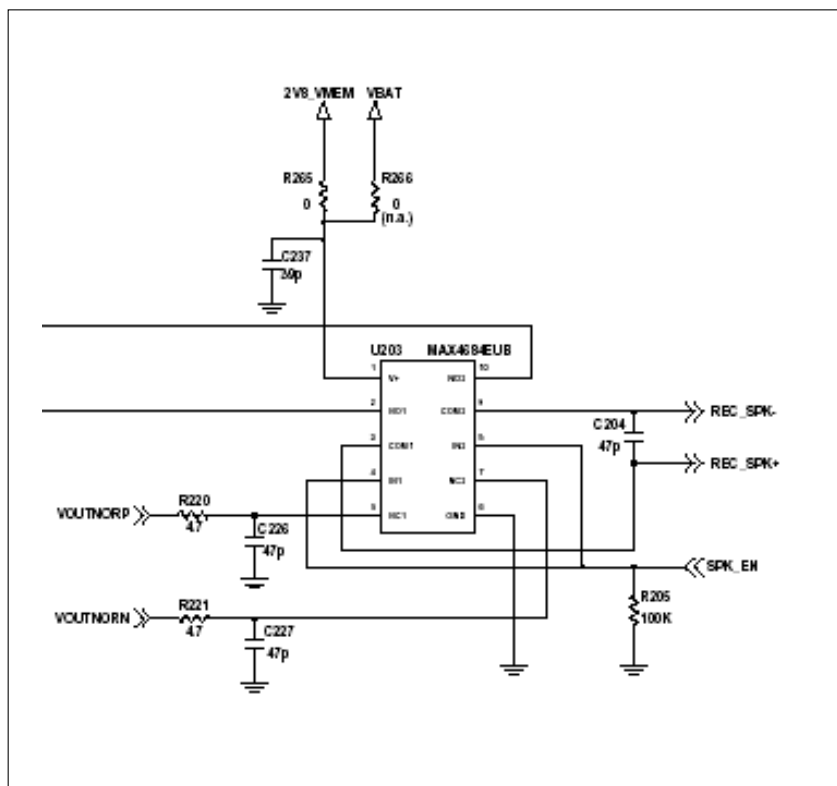 2V8_VMEM VBAT
R265 R266
0 0
(n.a.)
C237
39p
U203 MAX4684EUB
1 V+ NO2 10
2 NO1 COM2 9
3 COM1 IN2
4 IN1 NC2 7
5 NC1 GND 6
REC_SPK-
C204
47p
REC_SPK+
VOUTNORP R220
4.7
C226
47p
SPK_EN
R205
100K
VOUTNORN R221
4.7
C227
47p